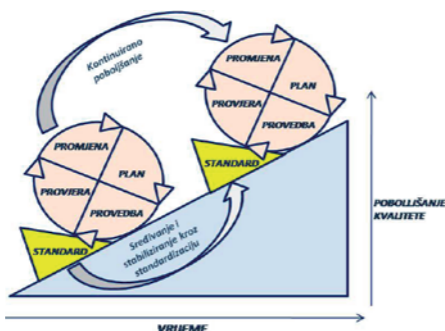 Kontinuirano
poboljšanje
PROMJENA
PLAN
PROVJERA
PROVEDBA
STANDARD
PROMJENA
PLAN
PROVJERA
PROVEDBA
STANDARD
Sređivanje i
stabiliziranje kroz
standardizaciju
POBOLJŠANJE
KVALITETE
VRIJEME